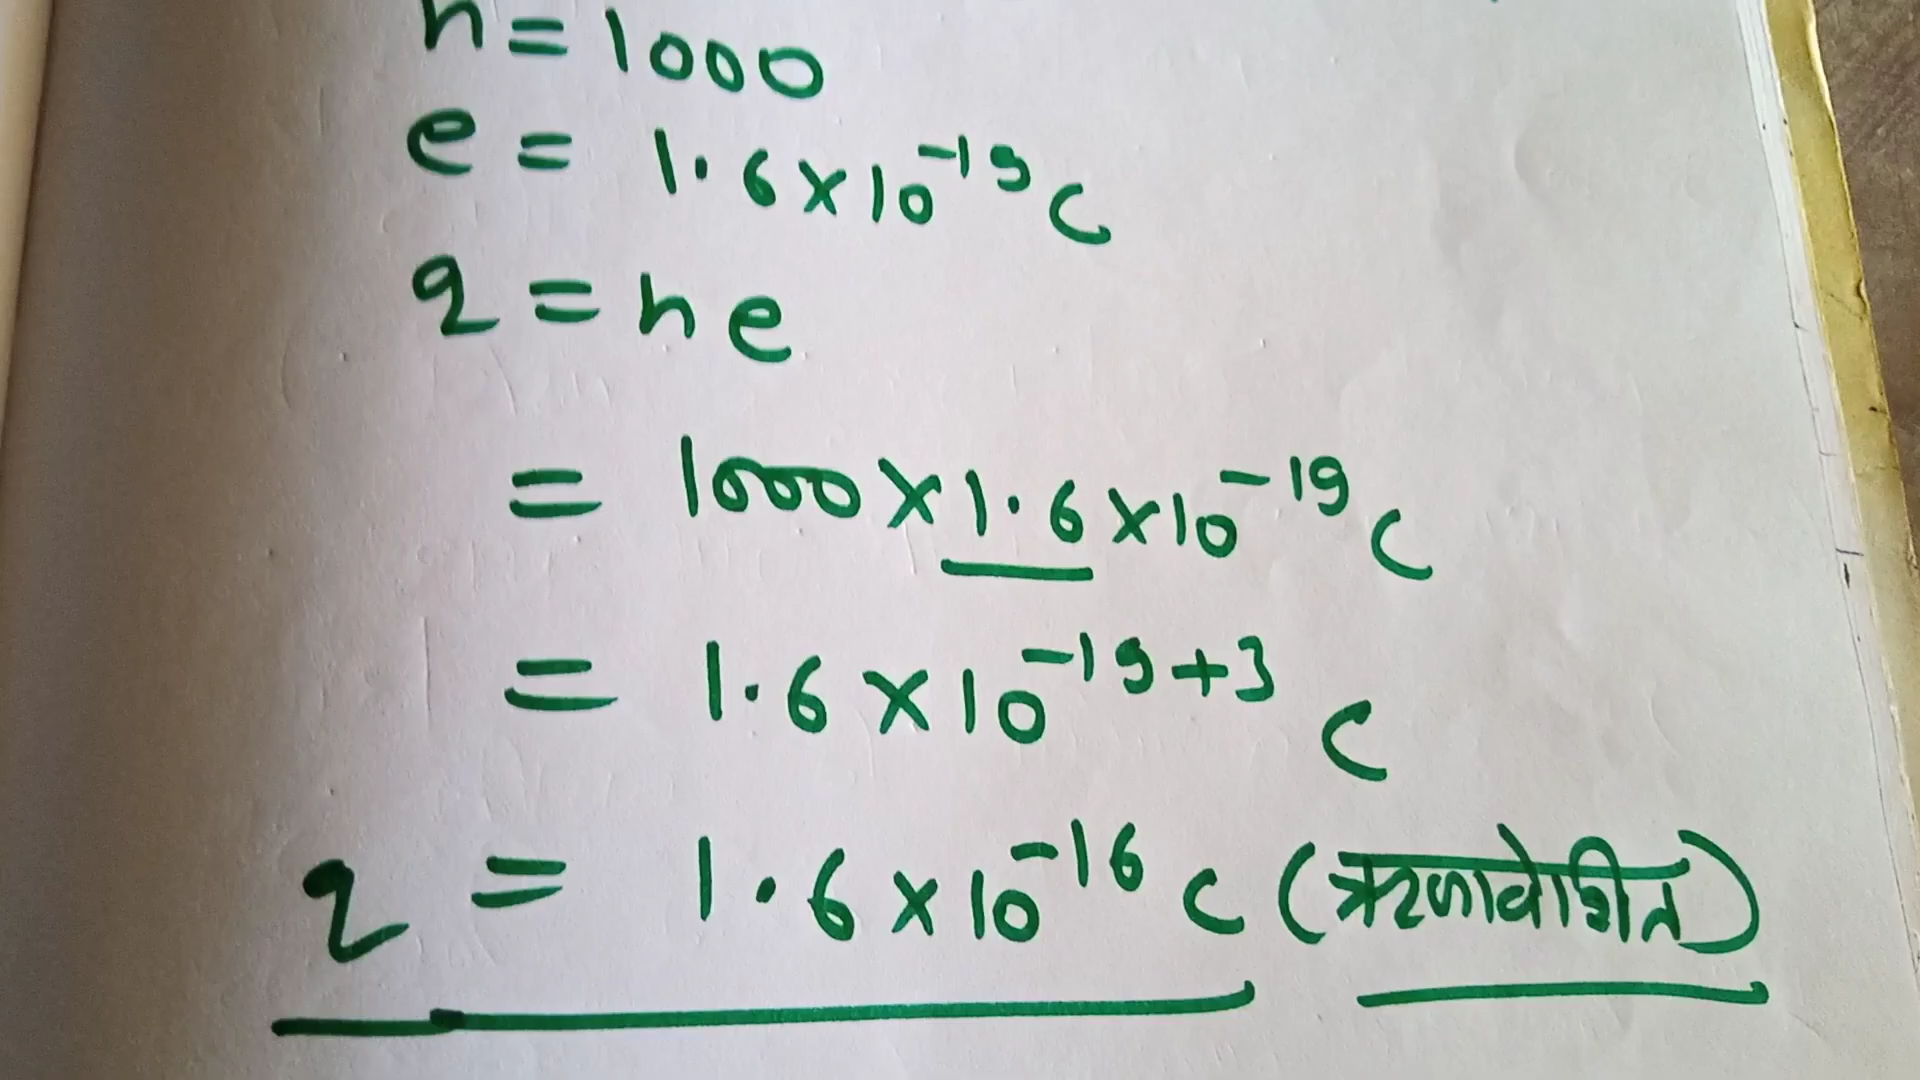 n = 1000
e = 1.6×10⁻¹⁹ C
q = ne
= 1000 × 1.6 ×10⁻¹⁹ C
= 1.6 × 10⁻¹⁹⁺³ C
q = 1.6×10⁻¹⁶ C (ऋणावेशित)